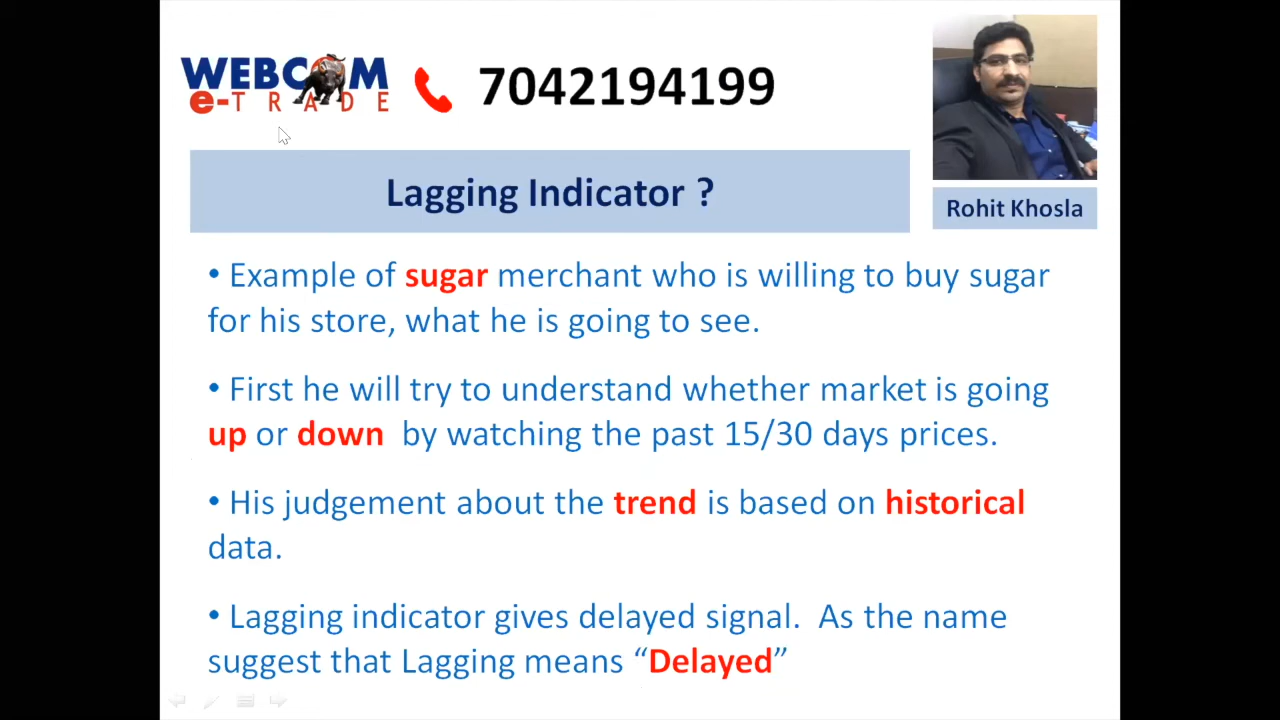 WEBCOM
e-TRADE
7042194199
Lagging Indicator ?
Rohit Khosla
• Example of sugar merchant who is willing to buy sugar
for his store, what he is going to see.
• First he will try to understand whether market is going
up or down by watching the past 15/30 days prices.
• His judgement about the trend is based on historical
data.
• Lagging indicator gives delayed signal. As the name
suggest that Lagging means “Delayed”